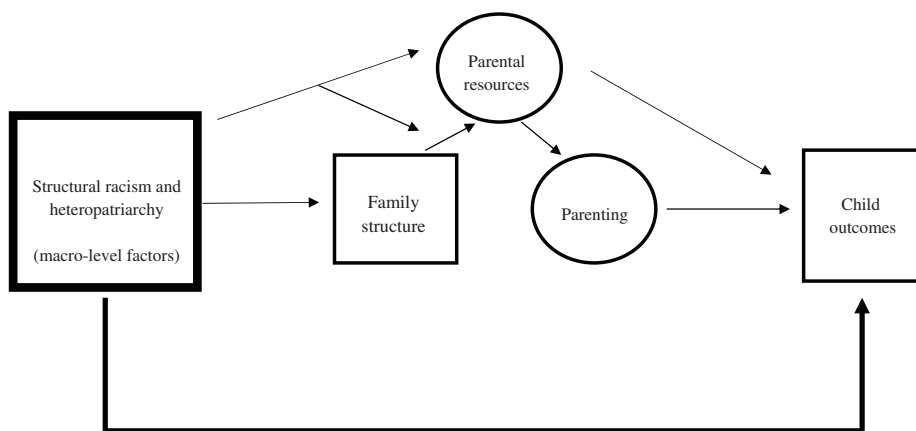 Structural racism and
heteropatriarchy
(macro-level factors)
Family
structure
Parental
resources
Parenting
Child
outcomes